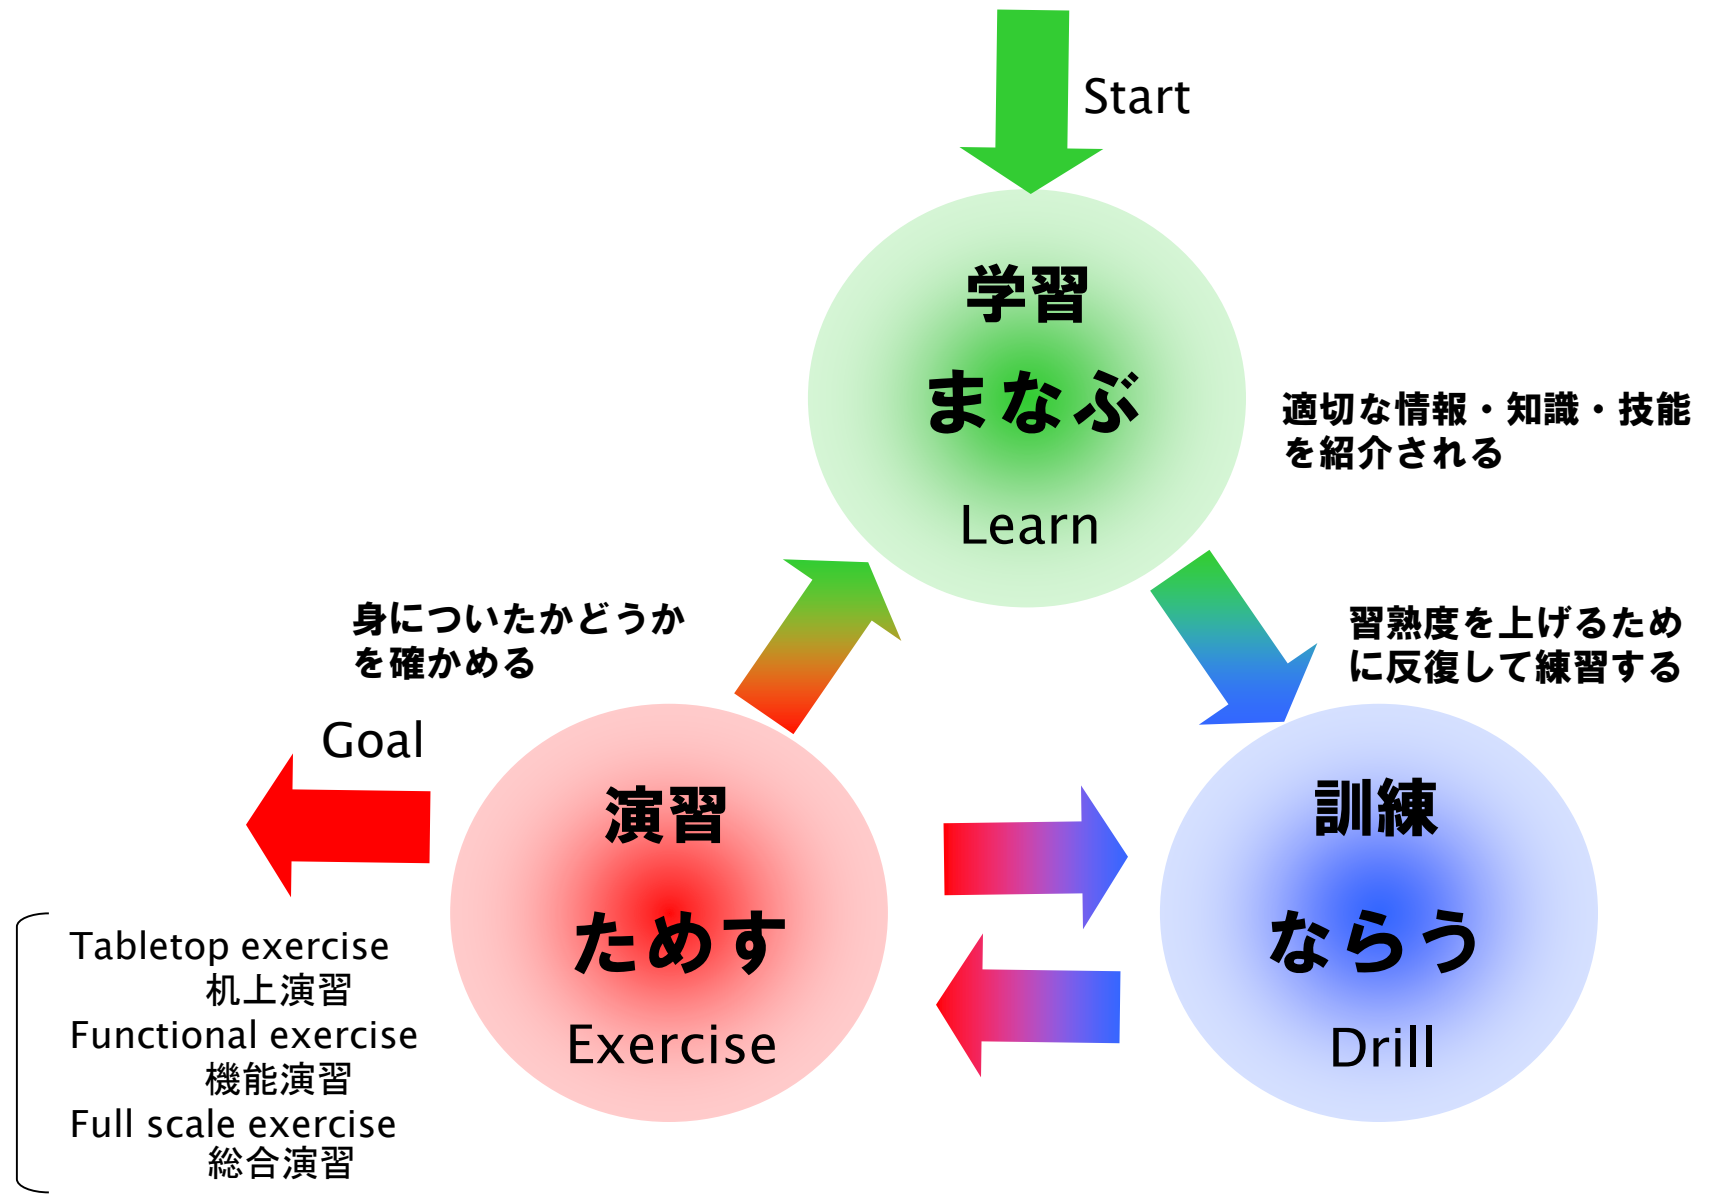 Start
学習
まなぶ
Learn
適切な情報・知識・技能
を紹介される
身についたかどうか
を確かめる
習熟度を上げるため
に反復して練習する
Goal
演習
ためす
Exercise
訓練
ならう
Drill
Tabletop exercise
机上演習
Functional exercise
機能演習
Full scale exercise
総合演習